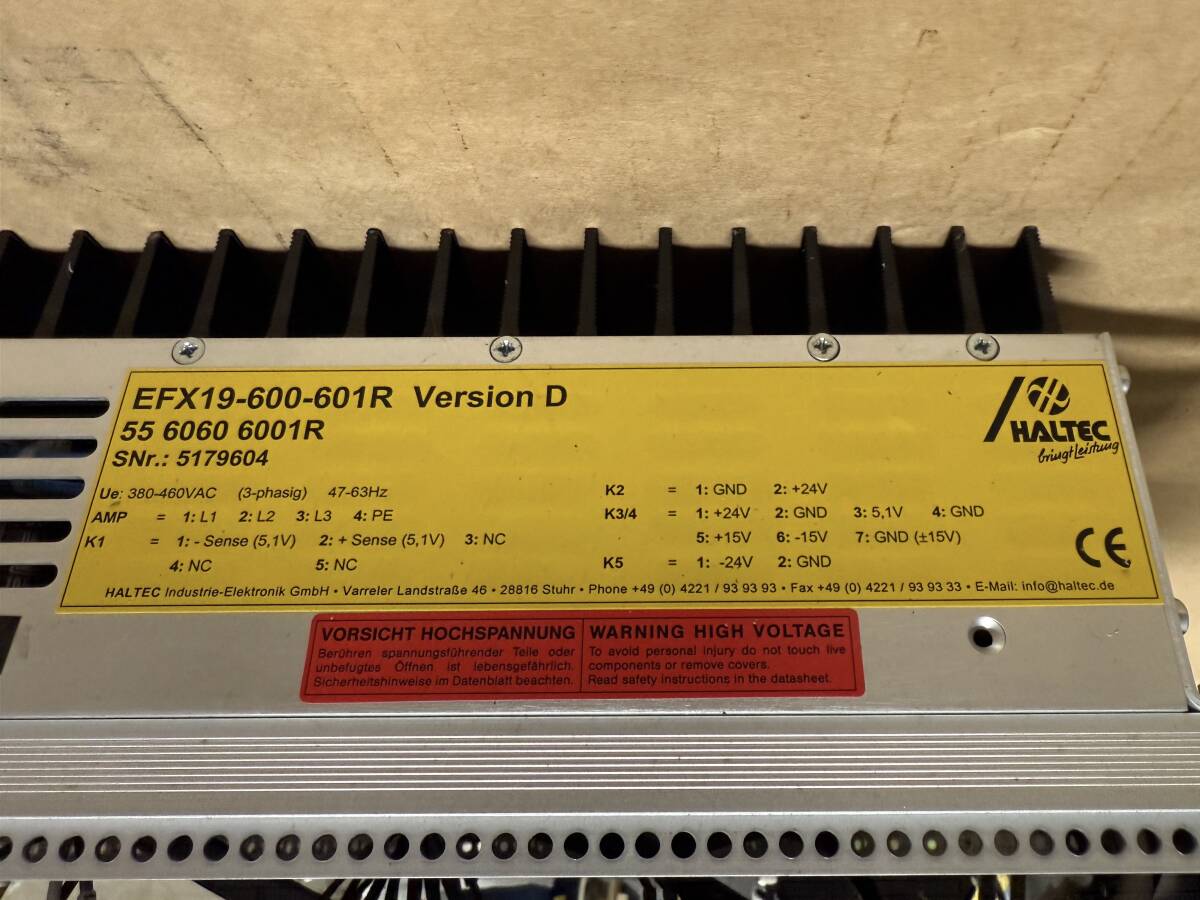 EFX19-600-601R Version D
55 6060 6001R
SNr.: 5179604
HALTEC
bringt Leistung
Ue: 380-460VAC (3-phasig) 47-63Hz
AMP = 1: L1 2: L2 3: L3 4: PE
K1 = 1: - Sense (5,1V) 2: + Sense (5,1V) 3: NC
4: NC 5: NC
K2 = 1: GND 2: +24V
K3/4 = 1: +24V 2: GND 3: 5,1V 4: GND
5: +15V 6: -15V 7: GND (±15V)
K5 = 1: -24V 2: GND
CE
HALTEC Industrie-Elektronik GmbH • Varreler Landstraße 46 • 28816 Stuhr • Phone +49 (0) 4221 / 93 93 93 • Fax +49 (0) 4221 / 93 93 33 • E-Mail: info@haltec.de
VORSICHT HOCHSPANNUNG
Berühren spannungsführender Teile oder
unbefugtes Öffnen ist lebensgefährlich.
Sicherheitshinweise im Datenblatt beachten.
WARNING HIGH VOLTAGE
To avoid personal injury do not touch live
components or remove covers.
Read safety instructions in the datasheet.